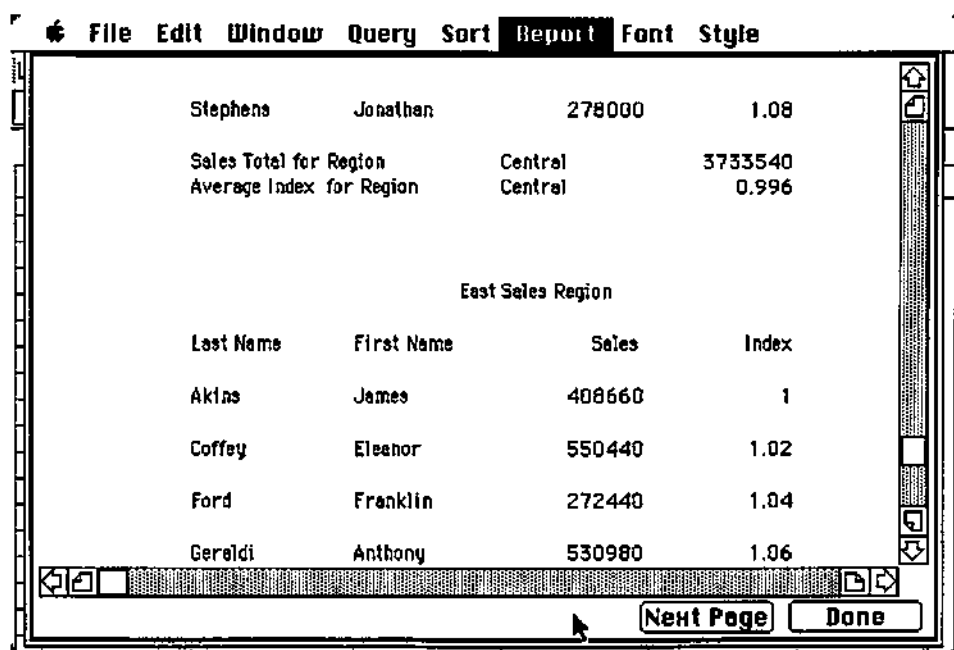 File Edit Window Query Sort Report Font Style
Stephens Jonathan 278000 1.08
Sales Total for Region Central 3733540
Average Index for Region Central 0.996
East Sales Region
Last Name First Name Sales Index
Akins James 408660 1
Coffey Eleanor 550440 1.02
Ford Franklin 272440 1.04
Geraldi Anthony 530980 1.06
Next Page Done